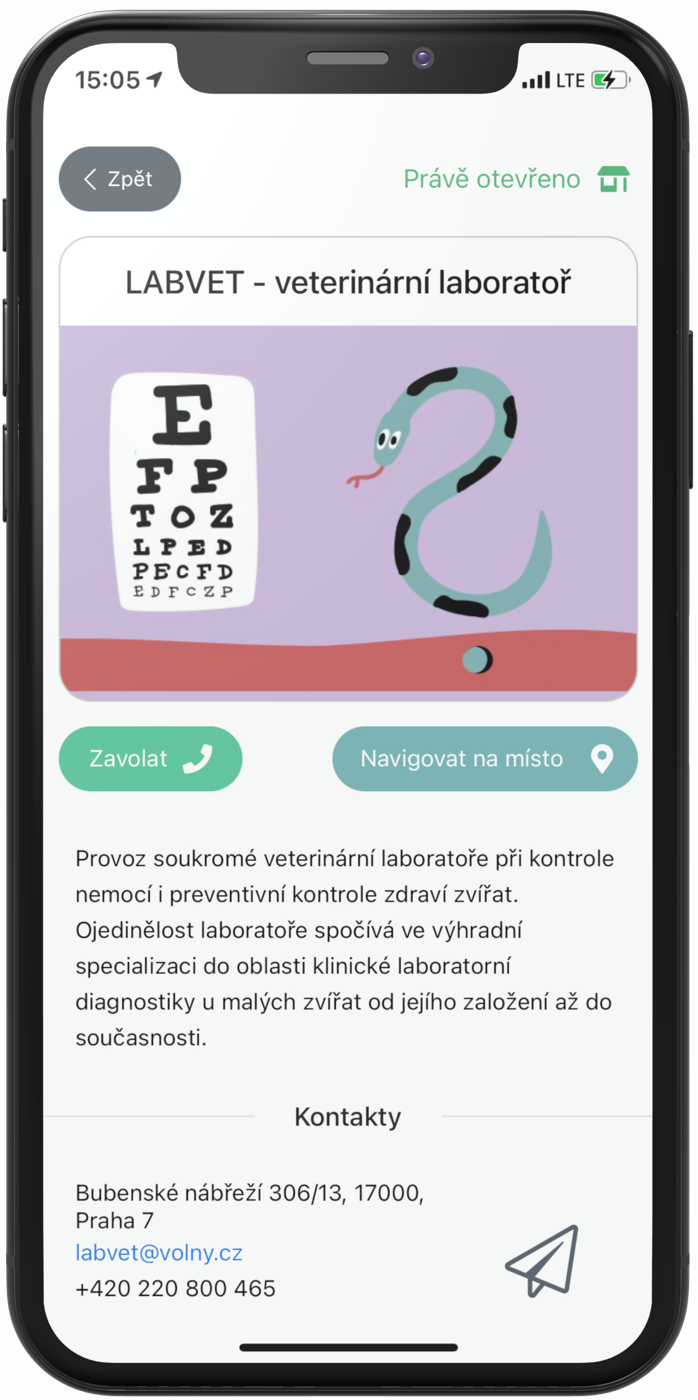 15:05
LTE
Zpět
Právě otevřeno
LABVET - veterinární laboratoř
E
F P
T O Z
L P E D
P E C F D
E D F C Z P
Zavolat
Navigovat na místo
Provoz soukromé veterinární laboratoře při kontrole
nemocí i preventivní kontrole zdraví zvířat.
Ojedinělost laboratoře spočívá ve výhradní
specializaci do oblasti klinické laboratorní
diagnostiky u malých zvířat od jejího založení až do
současnosti.
Kontakty
Bubenské nábřeží 306/13, 17000,
Praha 7
labvet@volny.cz
+420 220 800 465